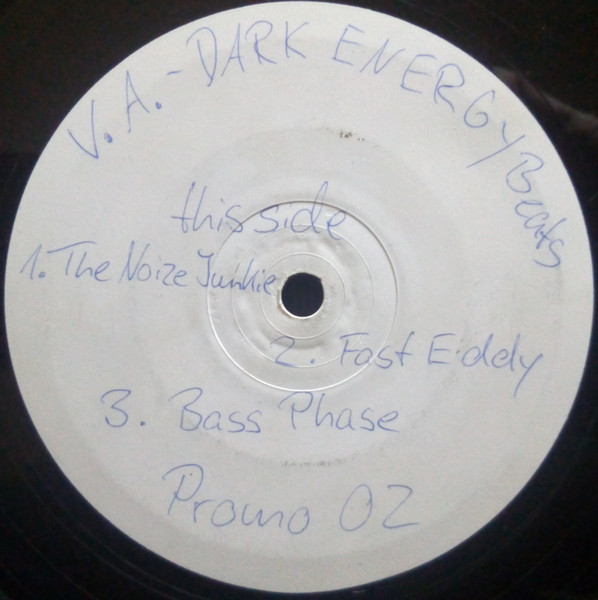 V.A.-DARK ENERGY Beats
this side
1. The Noize Junkie
2. Fast Eddy
3. Bass Phase
Promo 02